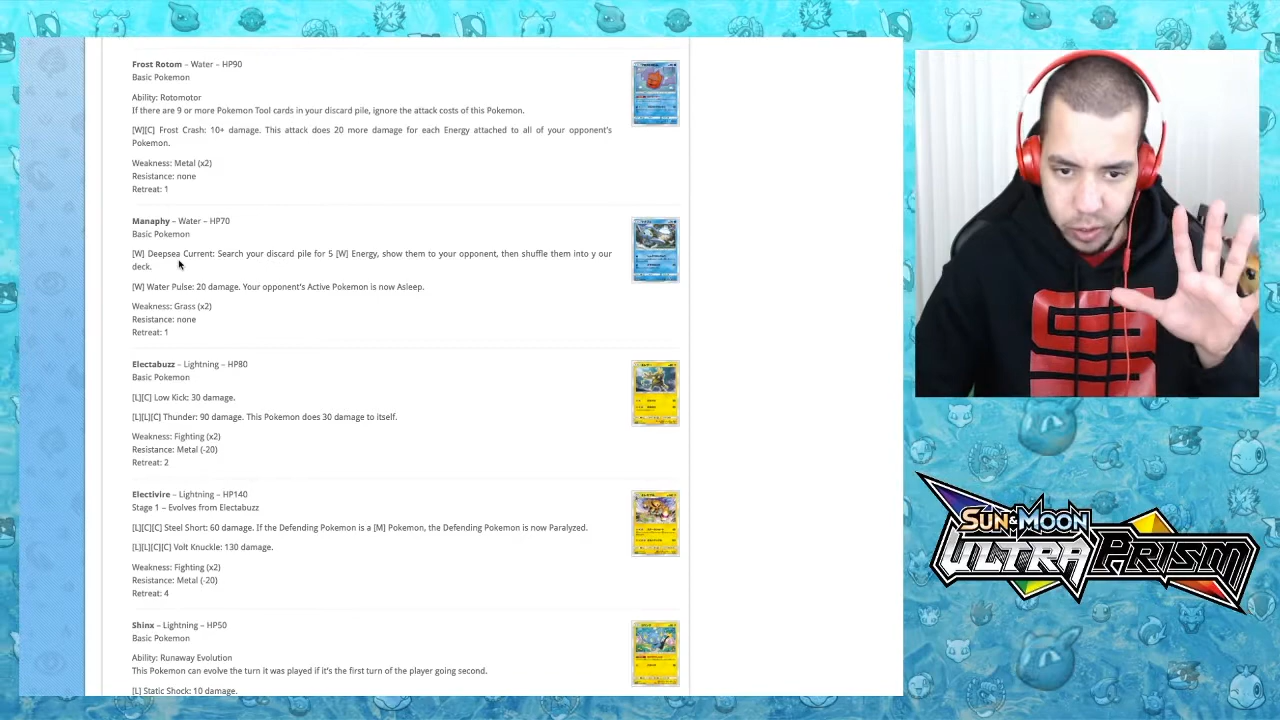 Frost Rotom – Water – HP90
Basic Pokemon
Ability: Rotomotor
If there are 9 or more Pokemon Tool cards in your discard pile, ignore the attack costs of this Pokemon.
[W][C] Frost Crash: 10+ damage. This attack does 20 more damage for each Energy attached to all of your opponent's
Pokemon.
Weakness: Metal (x2)
Resistance: none
Retreat: 1
Manaphy – Water – HP70
Basic Pokemon
[W] Deepsea Current: Search your discard pile for 5 [W] Energy, show them to your opponent, then shuffle them into y our
deck.
[W] Water Pulse: 20 damage. Your opponent's Active Pokemon is now Asleep.
Weakness: Grass (x2)
Resistance: none
Retreat: 1
Electabuzz – Lightning – HP80
Basic Pokemon
[L][C] Low Kick: 30 damage.
[L][L][C] Thunder: 90 damage. This Pokemon does 30 damage to itself.
Weakness: Fighting (x2)
Resistance: Metal (-20)
Retreat: 2
Electivire – Lightning – HP140
Stage 1 – Evolves from Electabuzz
[L][C][C] Steel Short: 60 damage. If the Defending Pokemon is a [M] Pokemon, the Defending Pokemon is now Paralyzed.
[L][L][C][C] Volt Knuckle: 130 damage.
Weakness: Fighting (x2)
Resistance: Metal (-20)
Retreat: 4
Shinx – Lightning – HP50
Basic Pokemon
Ability: Runaway Evolution
This Pokemon can evolve the turn it was played if it's the first turn of the player going second.
[L] Static Shock: 10 damage.
SUN & MOON
ULTRA PRISM